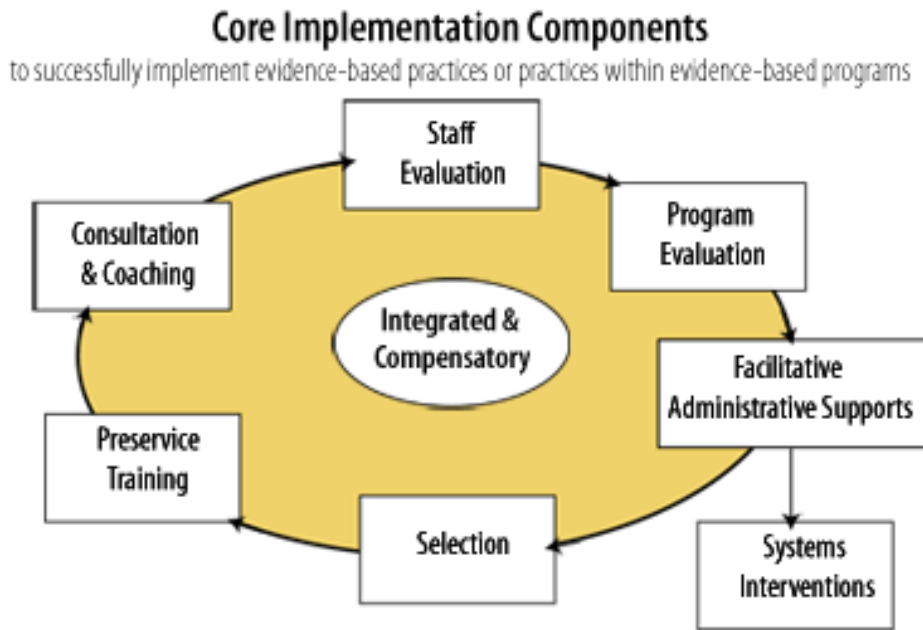 Core Implementation Components
to successfully implement evidence-based practices or practices within evidence-based programs
Staff
Evaluation
Program
Evaluation
Consultation
& Coaching
Integrated &
Compensatory
Facilitative
Administrative Supports
Preservice
Training
Selection
Systems
Interventions